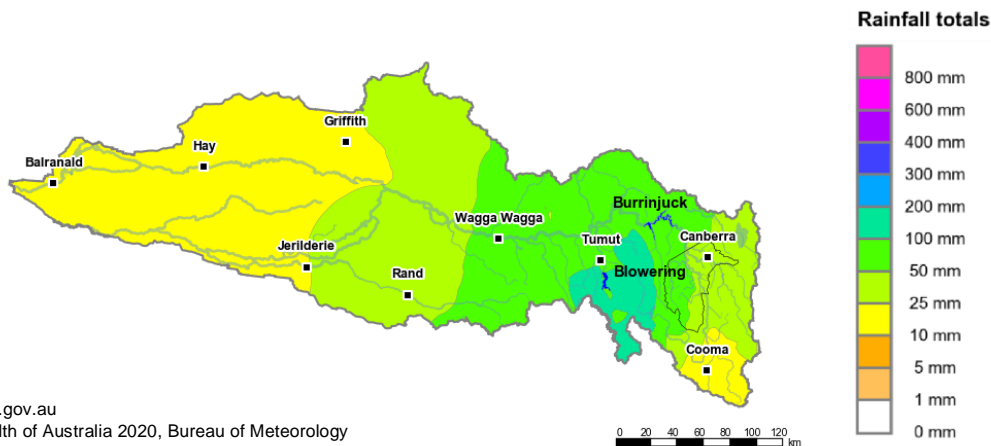 Rainfall totals
800 mm
600 mm
400 mm
300 mm
200 mm
100 mm
50 mm
25 mm
10 mm
5 mm
1 mm
0 mm
Griffith
Hay
Balranald
Burrinjuck
Wagga Wagga
Canberra
Tumut
Jerilderie
Blowering
Rand
Cooma
.gov.au
lth of Australia 2020, Bureau of Meteorology
0 20 40 60 80 100 120
km